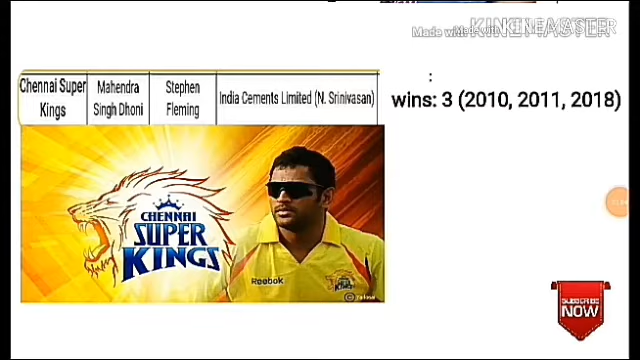 Made with KINEMASTER
:
Chennai Super Kings
Mahendra Singh Dhoni
Stephen Fleming
India Cements Limited (N. Srinivasan)
wins: 3 (2010, 2011, 2018)
CHENNAI
SUPER
KINGS
Reebok
SUBSCRIBE
NOW